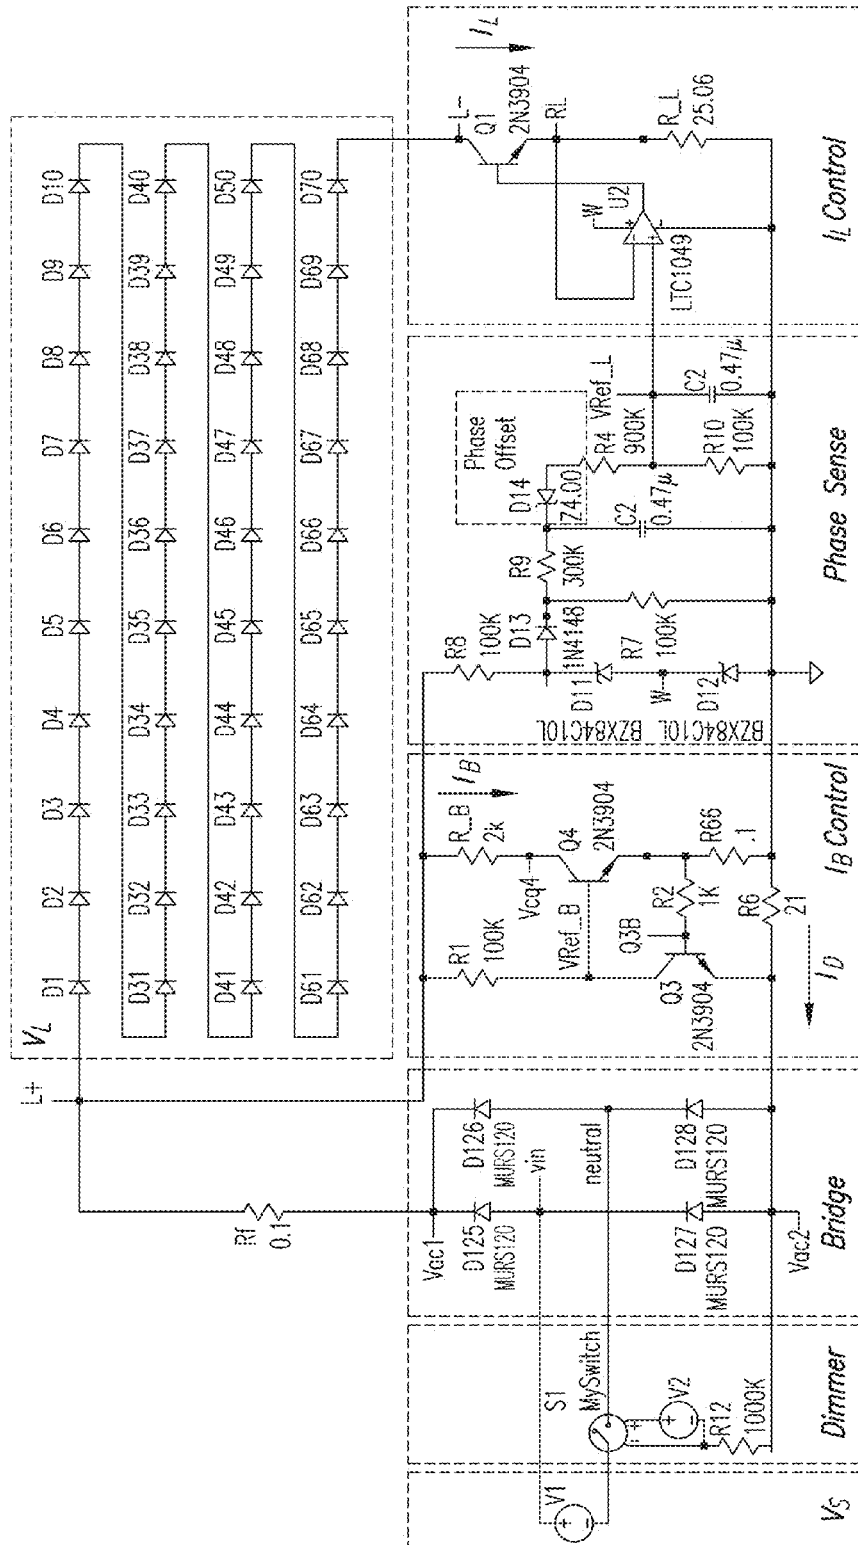 V_L
D1
D2
D3
D4
D5
D6
D7
D8
D9
D10
D31
D32
D33
D34
D35
D36
D37
D38
D39
D40
D41
D42
D43
D44
D45
D46
D47
D48
D49
D50
D61
D62
D63
D64
D65
D66
D67
D68
D69
D70
L+
Rf
0.1
Vac1
D125
MURS120
D126
MURS120
vin
neutral
D127
MURS120
D128
MURS120
Vac2
Bridge
V1
V_S
S1
MySwitch
V2
R12
1000K
Dimmer
R1
100K
R_B
2k
I_B
Vcq4
Q4
2N3904
VRef_B
Q3B
Q3
2N3904
R2
1K
R66
.1
R6
21
I_D
I_B Control
R8
100K
D13
1N4148
D11
BZX84C10L
W
D12
BZX84C10L
R7
100K
R9
300K
C2
0.47µ
D14
Z4.00
Phase
Offset
R4
900K
VRef_L
R10
100K
C2
0.47µ
Phase Sense
I_L
L-
Q1
2N3904
RL
R_L
25.06
W
U2
LTC1049
I_L Control